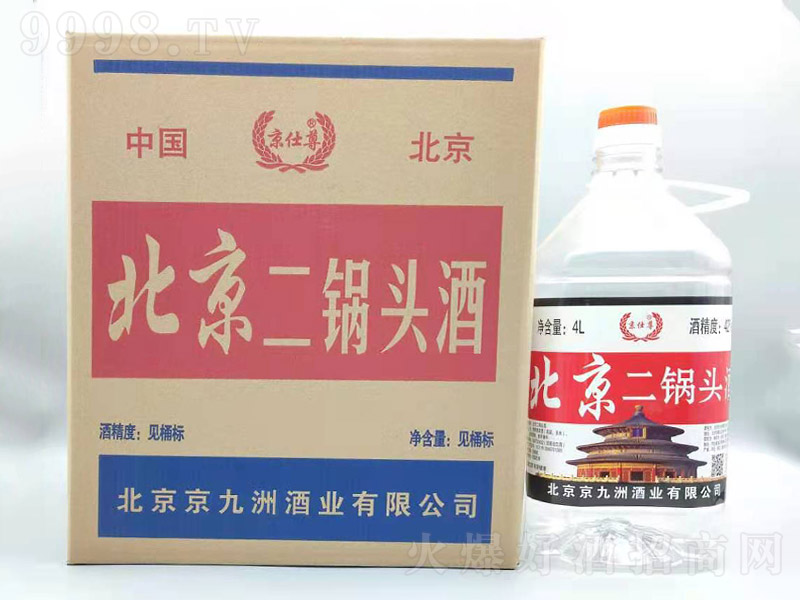 9998.TV
中国
京仕尊®
北京
北京二锅头酒
酒精度：见桶标
净含量：见桶标
北京京九洲酒业有限公司
净含量：4L
京仕尊®
酒精度：42
北京二锅头酒
北京京九洲酒业有限公司
火爆好酒招商网